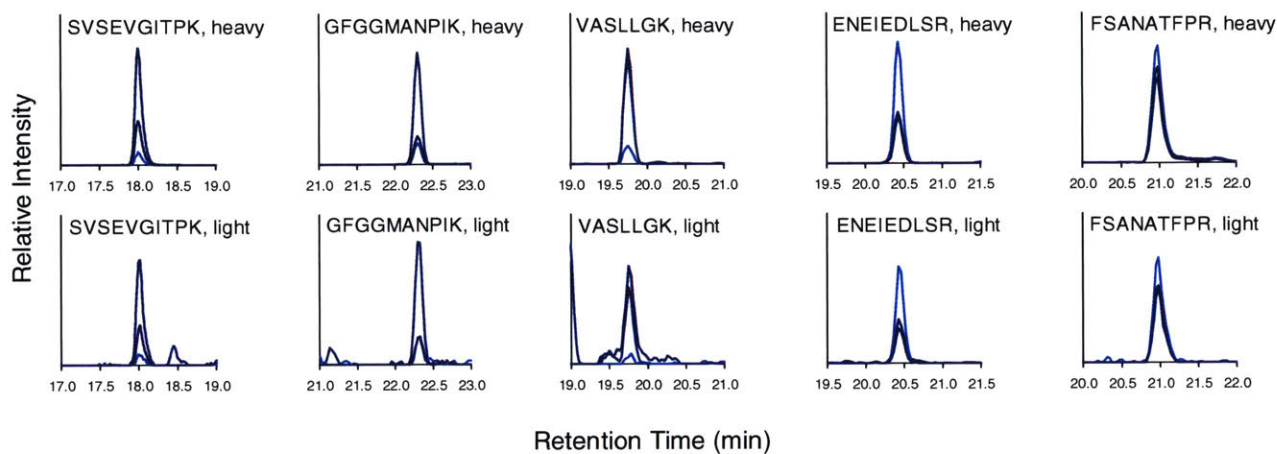 SVSEVGITPK, heavy
GFGGMANPIK, heavy
VASLLGK, heavy
ENEIEDLSR, heavy
FSANATFPR, heavy
17.0 17.5 18.0 18.5 19.0
21.0 21.5 22.0 22.5 23.0
19.0 19.5 20.0 20.5 21.0
19.5 20.0 20.5 21.0 21.5
20.0 20.5 21.0 21.5 22.0
Relative Intensity
SVSEVGITPK, light
GFGGMANPIK, light
VASLLGK, light
ENEIEDLSR, light
FSANATFPR, light
17.0 17.5 18.0 18.5 19.0
21.0 21.5 22.0 22.5 23.0
19.0 19.5 20.0 20.5 21.0
19.5 20.0 20.5 21.0 21.5
20.0 20.5 21.0 21.5 22.0
Retention Time (min)